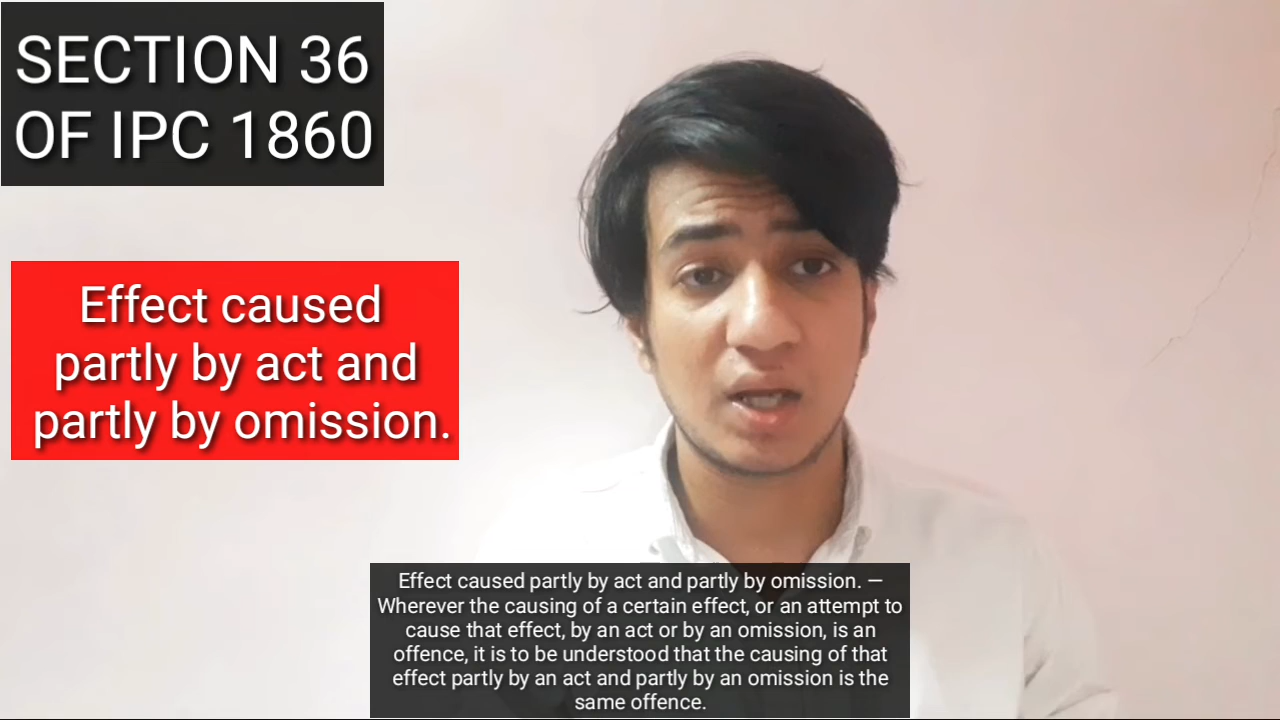 SECTION 36
OF IPC 1860
Effect caused
partly by act and
partly by omission.
Effect caused partly by act and partly by omission. —
Wherever the causing of a certain effect, or an attempt to
cause that effect, by an act or by an omission, is an
offence, it is to be understood that the causing of that
effect partly by an act and partly by an omission is the
same offence.